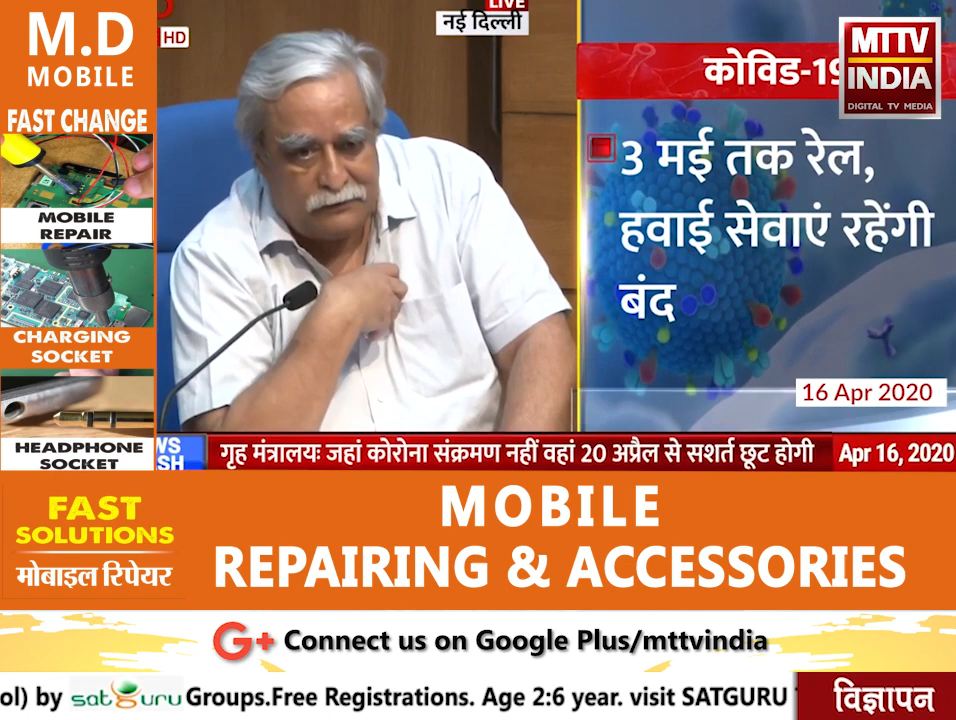 M.D
MOBILE
FAST CHANGE
MOBILE
REPAIR
CHARGING
SOCKET
HEADPHONE
SOCKET
HD
LIVE
नई दिल्ली
कोविड-19
MTTV
INDIA
DIGITAL TV MEDIA
3 मई तक रेल,
हवाई सेवाएं रहेंगी
बंद
16 Apr 2020
गृह मंत्रालयः जहां कोरोना संक्रमण नहीं वहां 20 अप्रैल से सशर्त छूट होगी
Apr 16, 2020
FAST
SOLUTIONS
मोबाइल रिपेयर
MOBILE
REPAIRING & ACCESSORIES
G+ Connect us on Google Plus/mttvindia
ol) by satguru Groups.Free Registrations. Age 2:6 year. visit SATGURU
विज्ञापन